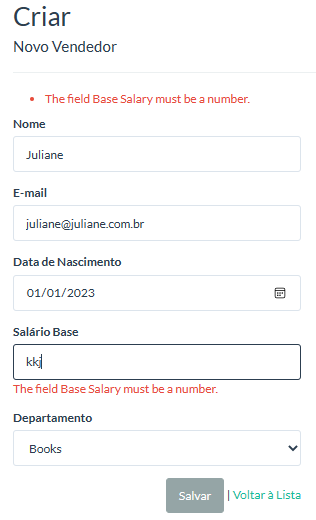 Criar
Novo Vendedor
The field Base Salary must be a number.
Nome
Juliane
E-mail
juliane@juliane.com.br
Data de Nascimento
01/01/2023
Salário Base
kkj
The field Base Salary must be a number.
Departamento
Books
Salvar | Voltar à Lista